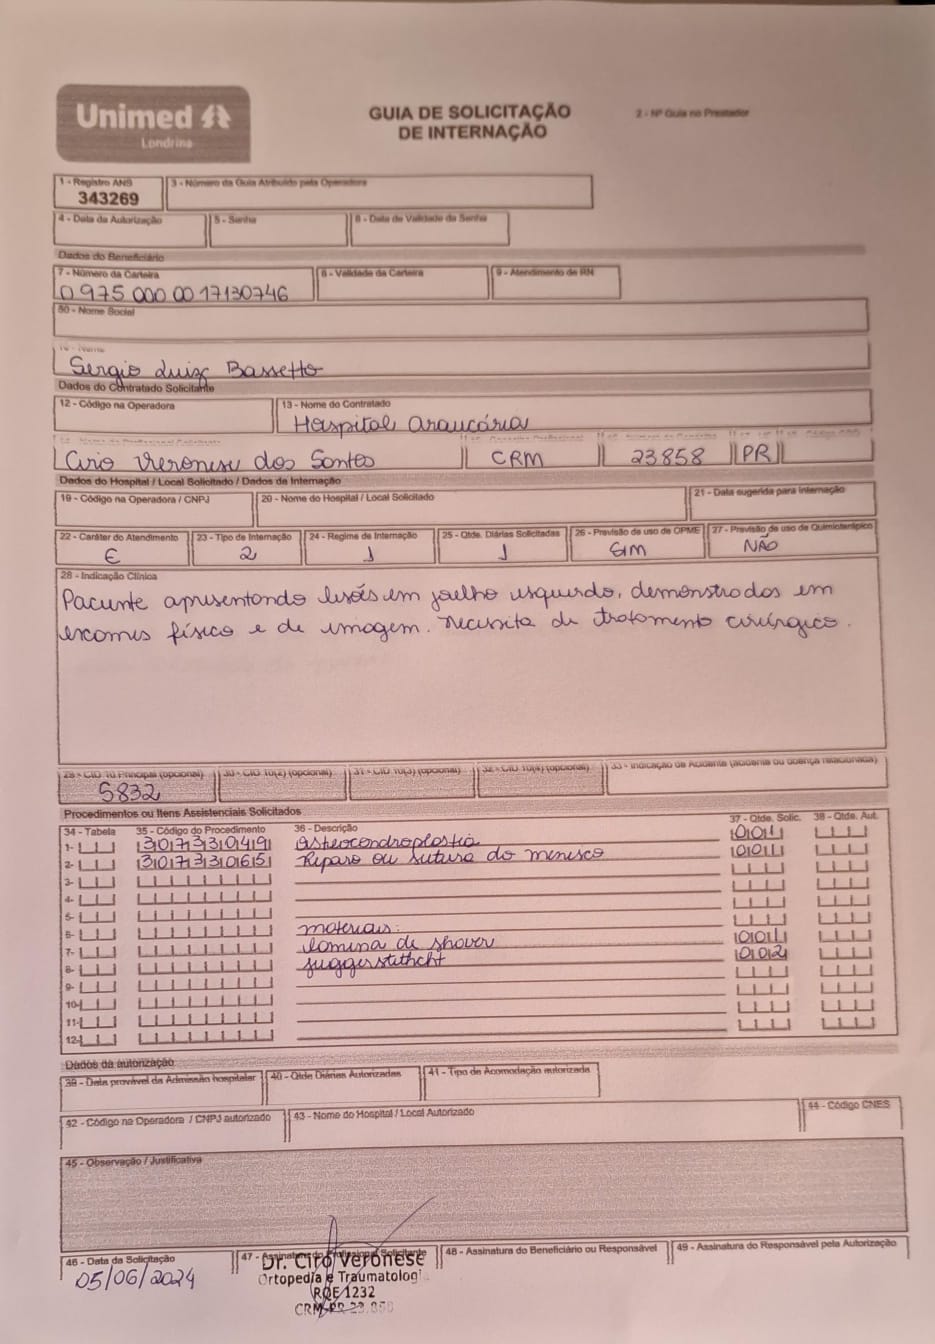 Unimed
Londrina
GUIA DE SOLICITAÇÃO
DE INTERNAÇÃO
2 - Nº Guia no Prestador
1 - Registro ANS
343269
3 - Número da Guia Atribuído pela Operadora
4 - Data da Autorização
5 - Senha
6 - Data de Validade da Senha
Dados do Beneficiário
7 - Número da Carteira
0 975 000 00 17130746
8 - Validade da Carteira
9 - Atendimento de RN
50 - Nome Social
10 - Nome
Sergio Luiz Bassetto
Dados do Contratado Solicitante
12 - Código na Operadora
13 - Nome do Contratado
Hospital Araucária
Ciro Veronese dos Santos
CRM
23858
PR
Dados do Hospital / Local Solicitado / Dados da Internação
19 - Código na Operadora / CNPJ
20 - Nome do Hospital / Local Solicitado
21 - Data sugerida para internação
22 - Caráter do Atendimento
E
23 - Tipo de Internação
2
24 - Regime de Internação
1
25 - Qtde. Diárias Solicitadas
1
26 - Previsão de uso de OPME
SIM
27 - Previsão de uso de Quimioterápico
NÃO
28 - Indicação Clínica
Paciente apresentando lesões em joelho esquerdo, demonstrados em
exames físico e de imagem. Necessita de tratamento cirúrgico.
29 - CID 10 Principal (opcional)
S832
30 - CID 10(2) (opcional)
31 - CID 10(3) (opcional)
32 - CID 10(4) (opcional)
33 - Indicação de Acidente (acidente ou doença relacionada)
Procedimentos ou Itens Assistenciais Solicitados
34 - Tabela
35 - Código do Procedimento
36 - Descrição
37 - Qtde. Solic.
38 - Qtde. Aut.
1- 30733049 osteocondroplastia 001
2- 30733065 Reparo ou sutura do menisco 001
3-
4-
5-
6- materiais:
7- lamina de shaver 001
8- juggerstithcht 002
9-
10-
11-
12-
Dados da autorização
39 - Data provável da Admissão hospitalar
40 - Qtde Diárias Autorizadas
41 - Tipo de Acomodação autorizada
42 - Código na Operadora / CNPJ autorizado
43 - Nome do Hospital / Local Autorizado
44 - Código CNES
45 - Observação / Justificativa
46 - Data da Solicitação
05/06/2024
47 - Assinatura do Profissional Solicitante
Dr. Ciro Veronese
Ortopedia e Traumatologi
RQE 1232
CRM-PR 23.858
48 - Assinatura do Beneficiário ou Responsável
49 - Assinatura do Responsável pela Autorização